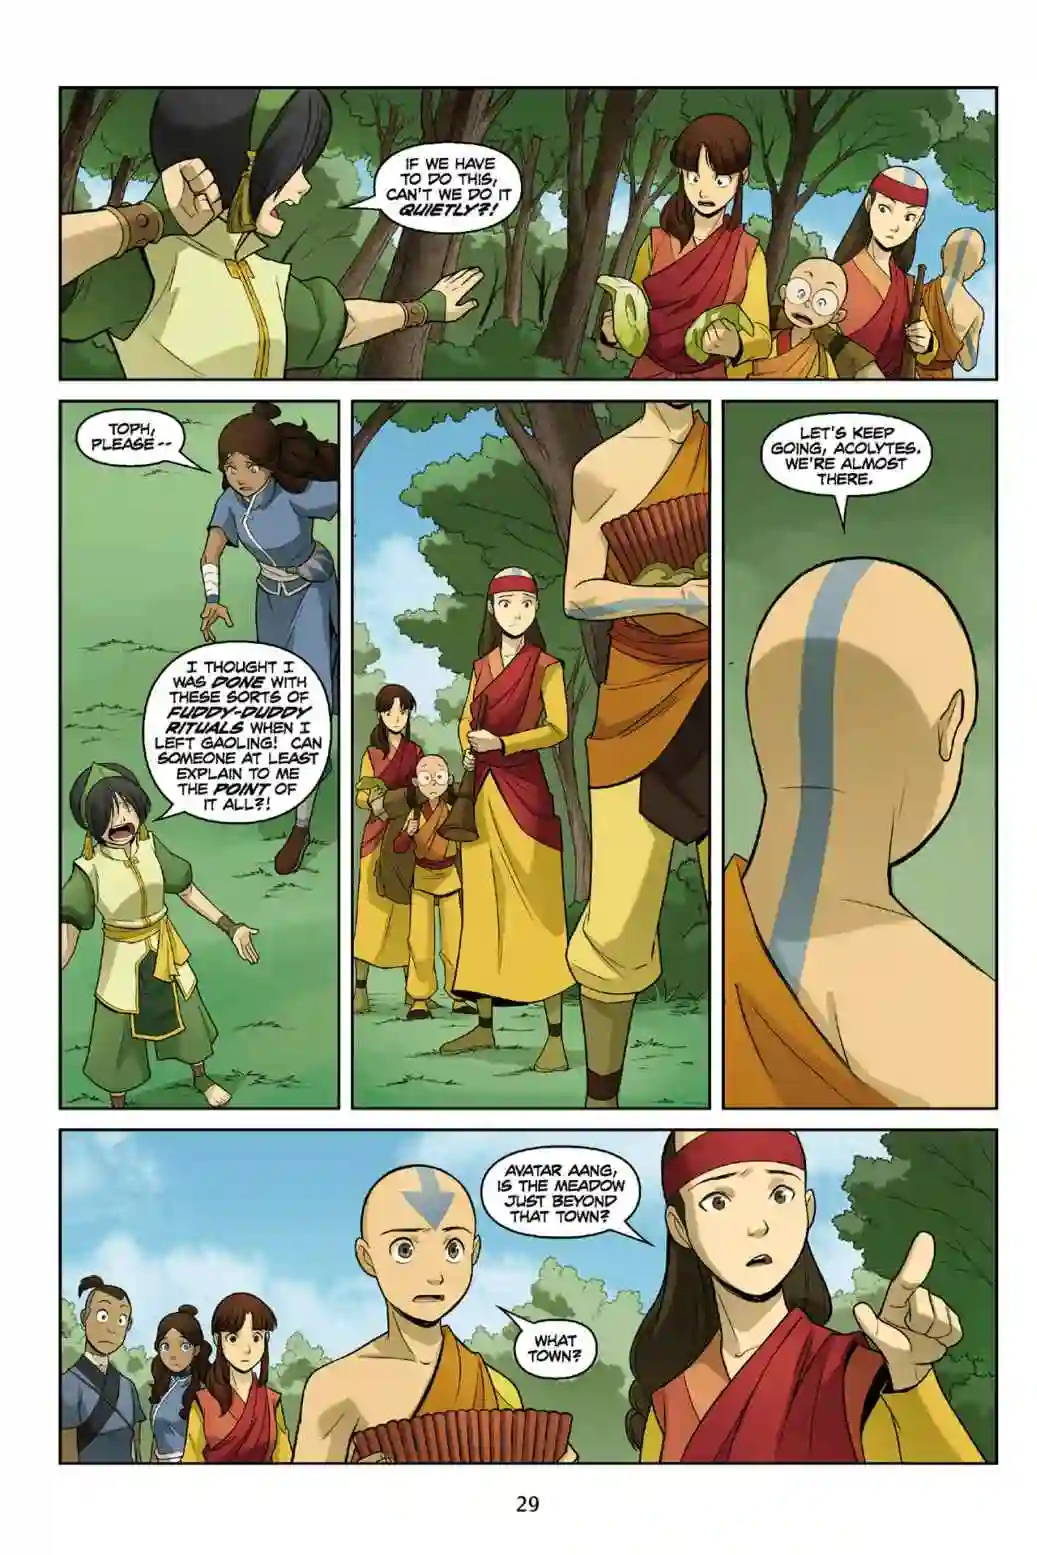 IF WE HAVE
TO DO THIS,
CAN'T WE DO IT
QUIETLY?!
TOPH,
PLEASE--
I THOUGHT I
WAS DONE WITH
THESE SORTS OF
FUDDY-DUDDY
RITUALS WHEN I
LEFT GAOLING! CAN
SOMEONE AT LEAST
EXPLAIN TO ME
THE POINT OF
IT ALL?!
LET'S KEEP
GOING, ACOLYTES.
WE'RE ALMOST
THERE.
AVATAR AANG,
IS THE MEADOW
JUST BEYOND
THAT TOWN?
WHAT
TOWN?
29